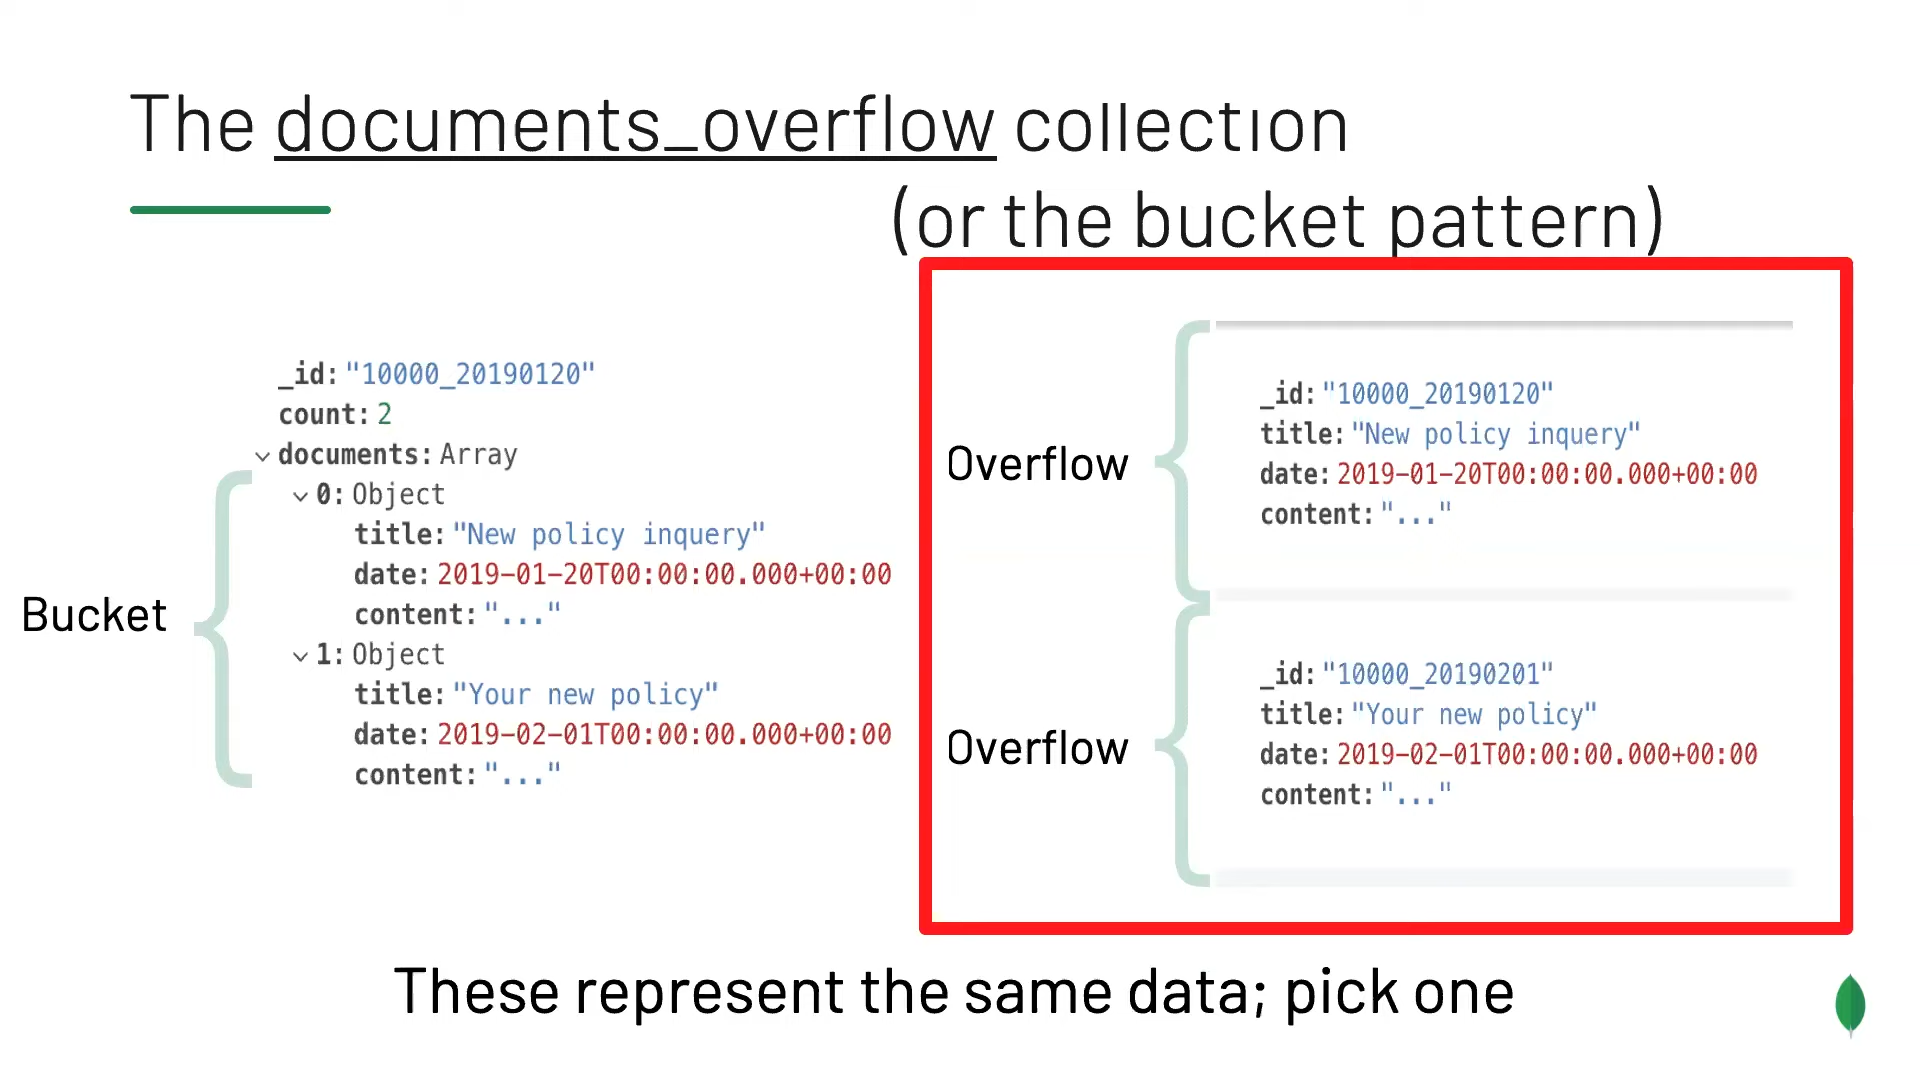 The documents_overflow collection
(or the bucket pattern)
Bucket
_id: "10000_20190120"
count: 2
documents: Array
0: Object
title: "New policy inquery"
date: 2019-01-20T00:00:00.000+00:00
content: "..."
1: Object
title: "Your new policy"
date: 2019-02-01T00:00:00.000+00:00
content: "..."
Overflow
_id: "10000_20190120"
title: "New policy inquery"
date: 2019-01-20T00:00:00.000+00:00
content: "..."
Overflow
_id: "10000_20190201"
title: "Your new policy"
date: 2019-02-01T00:00:00.000+00:00
content: "..."
These represent the same data; pick one